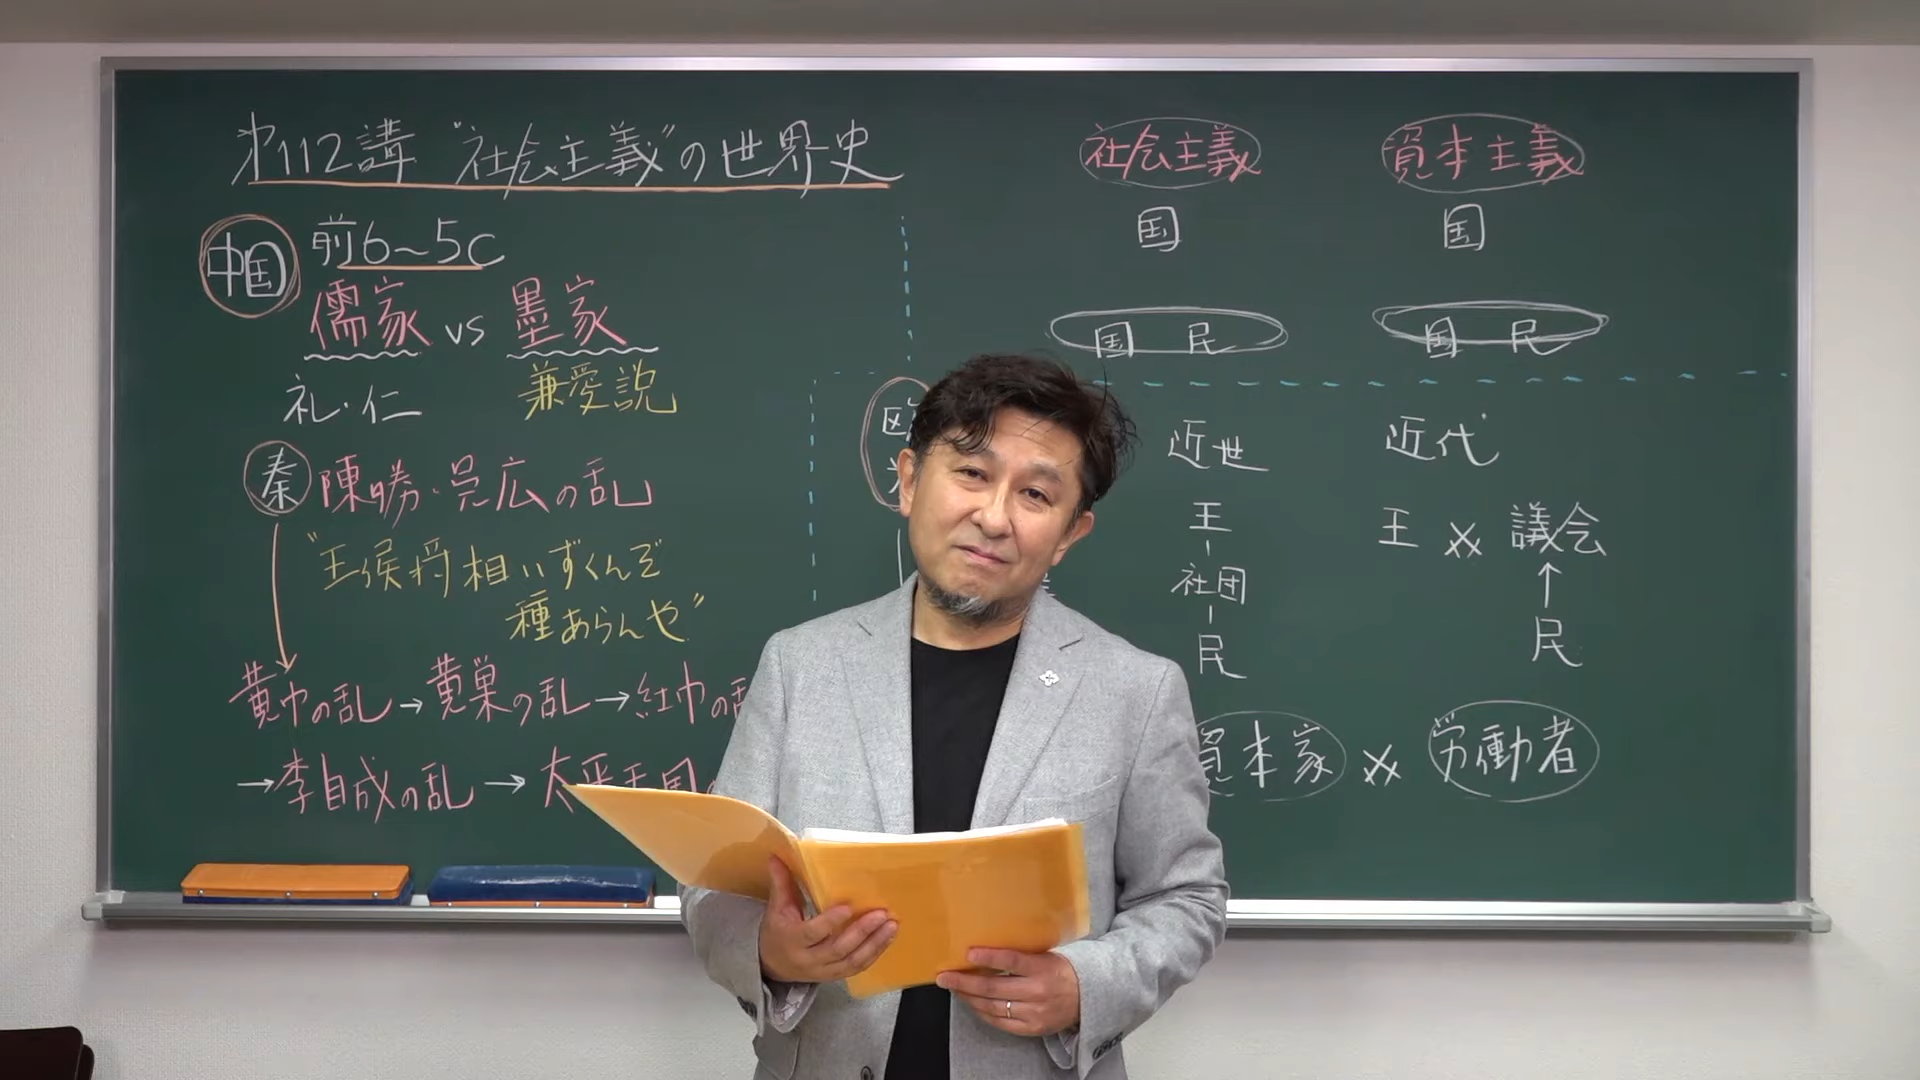 第112講 "社会主義"の世界史
中国 前6〜5C
儒家 vs 墨家
礼・仁 兼愛説
秦 陳勝・呉広の乱
"王侯将相いずくんぞ
種あらんや"
黄巾の乱→黄巣の乱→紅巾の乱
→李自成の乱→太平天国
社会主義 資本主義
国 国
国民 国民
欧
近世 近代
王 王 ×× 議会
社団 ↑
民 民
資本家 ×× 労働者